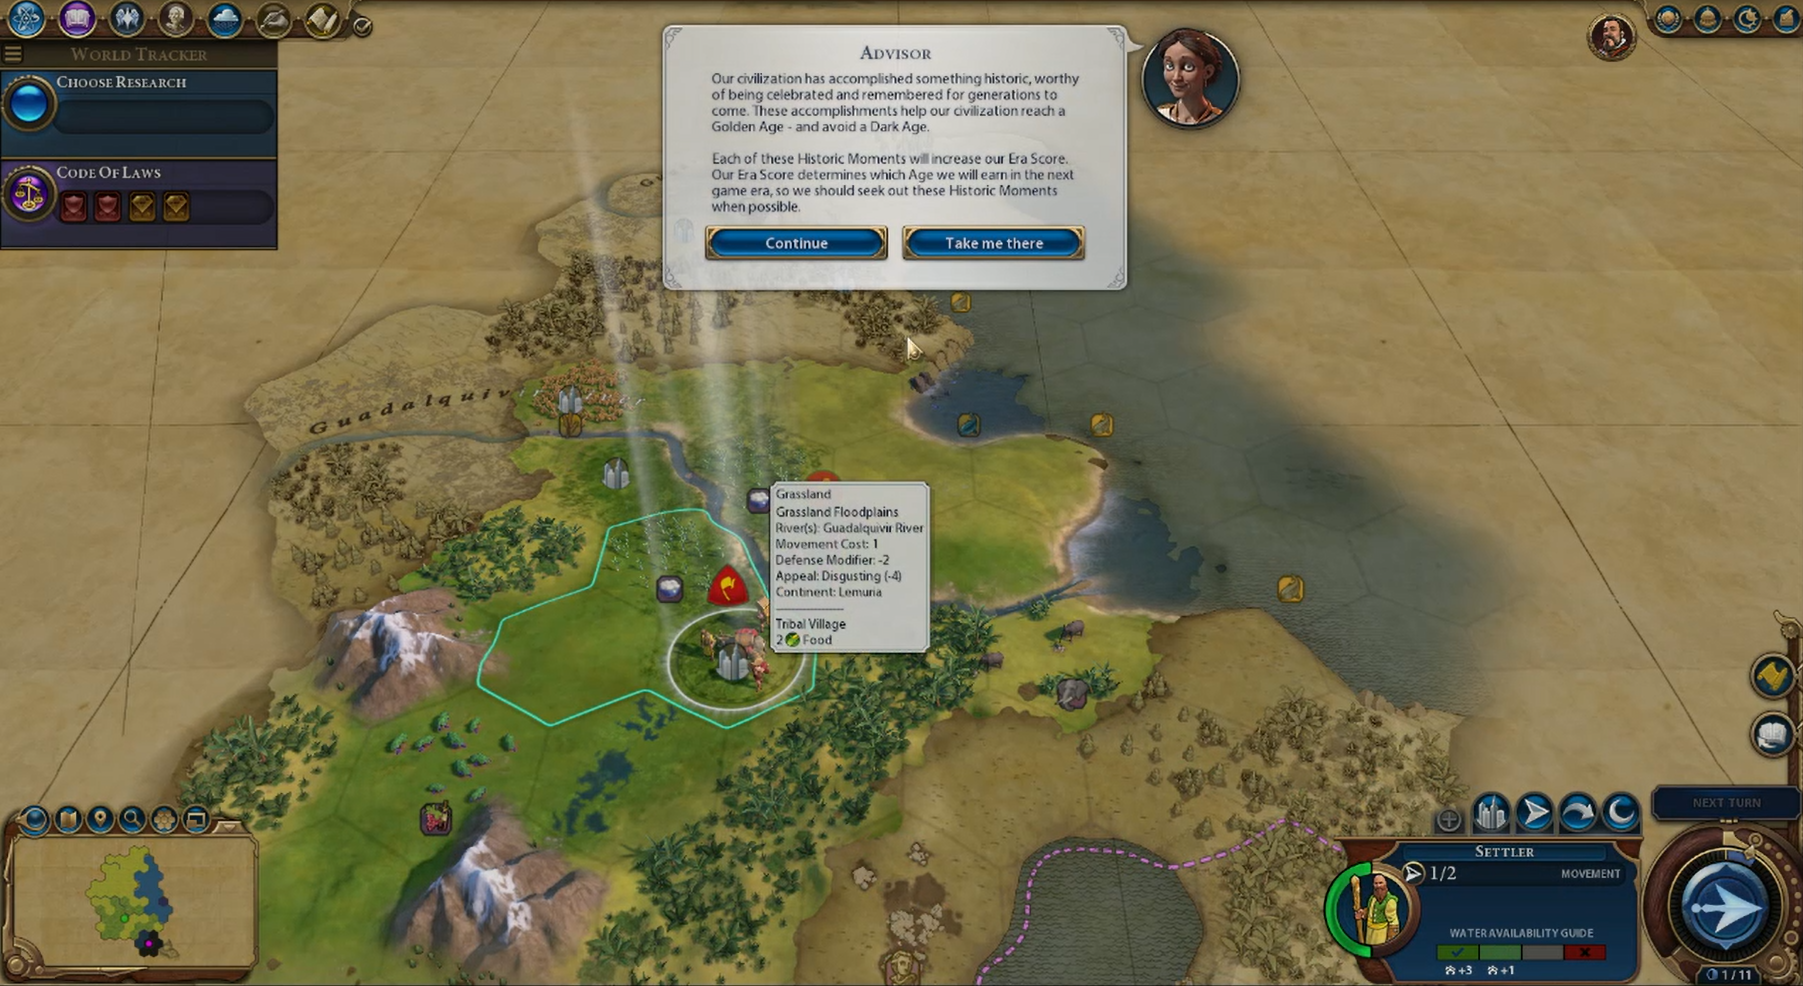 WORLD TRACKER
CHOOSE RESEARCH
CODE OF LAWS
ADVISOR
Our civilization has accomplished something historic, worthy
of being celebrated and remembered for generations to
come. These accomplishments help our civilization reach a
Golden Age - and avoid a Dark Age.
Each of these Historic Moments will increase our Era Score.
Our Era Score determines which Age we will earn in the next
game era, so we should seek out these Historic Moments
when possible.
Continue
Take me there
Guadalquivir
Grassland
Grassland Floodplains
River(s): Guadalquivir River
Movement Cost: 1
Defense Modifier: -2
Appeal: Disgusting (-4)
Continent: Lemuria
Tribal Village
2 Food
NEXT TURN
SETTLER
1/2 MOVEMENT
WATER AVAILABILITY GUIDE
+3 +1
1/11